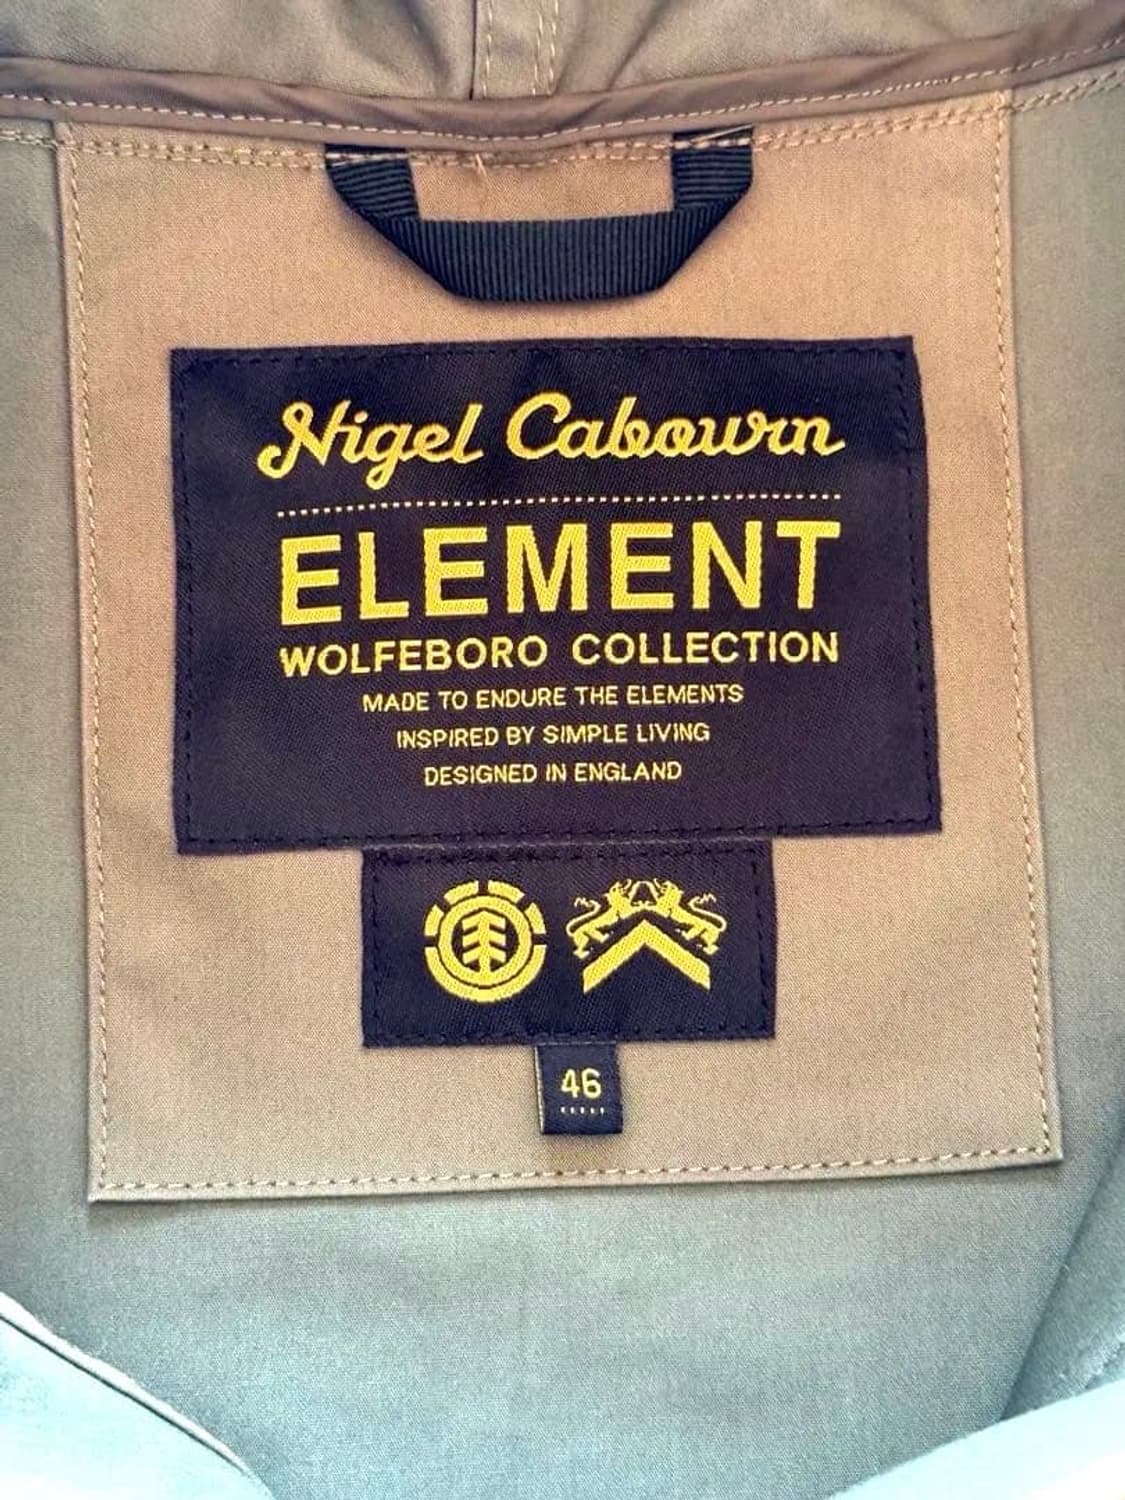 Nigel Cabourn
ELEMENT
WOLFEBORO COLLECTION
MADE TO ENDURE THE ELEMENTS
INSPIRED BY SIMPLE LIVING
DESIGNED IN ENGLAND
46